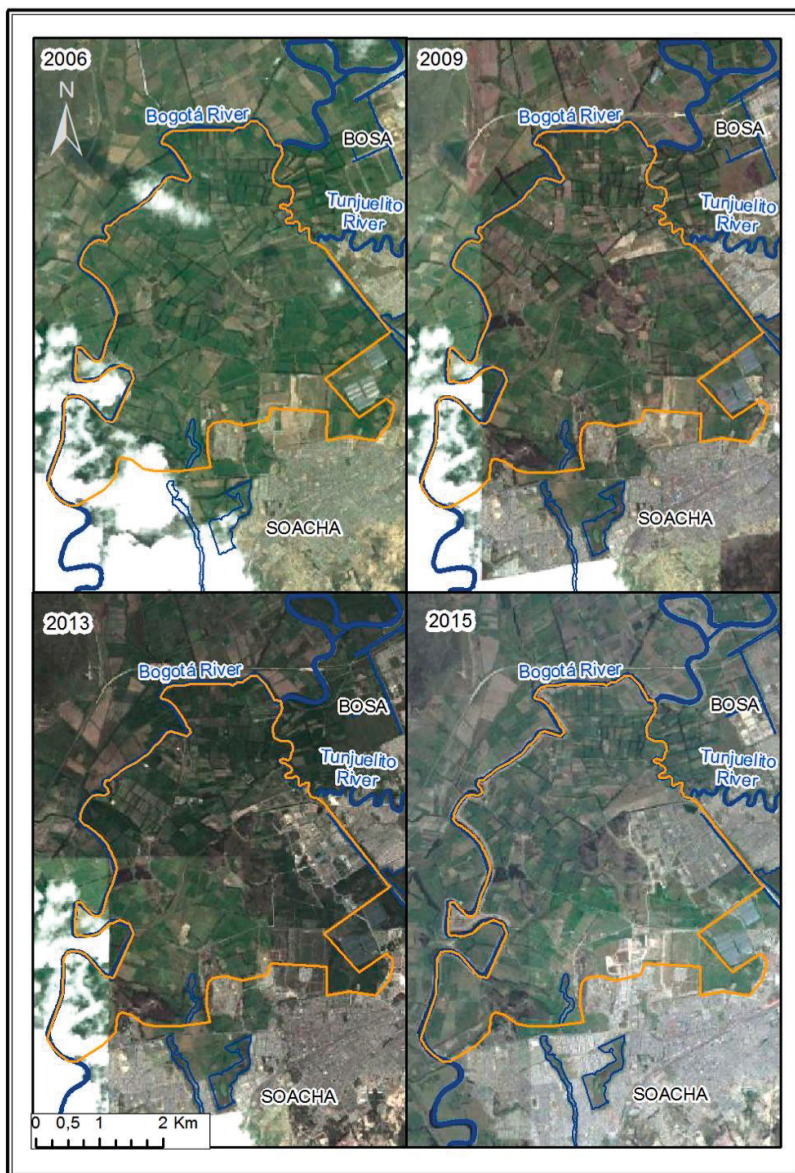 2006
N
Bogotá River
BOSA
Tunjuelito
River
SOACHA
2009
Bogotá River
BOSA
Tunjuelito
River
SOACHA
2013
Bogotá River
BOSA
Tunjuelito
River
SOACHA
0 0,5 1 2 Km
2015
Bogotá River
BOSA
Tunjuelito
River
SOACHA